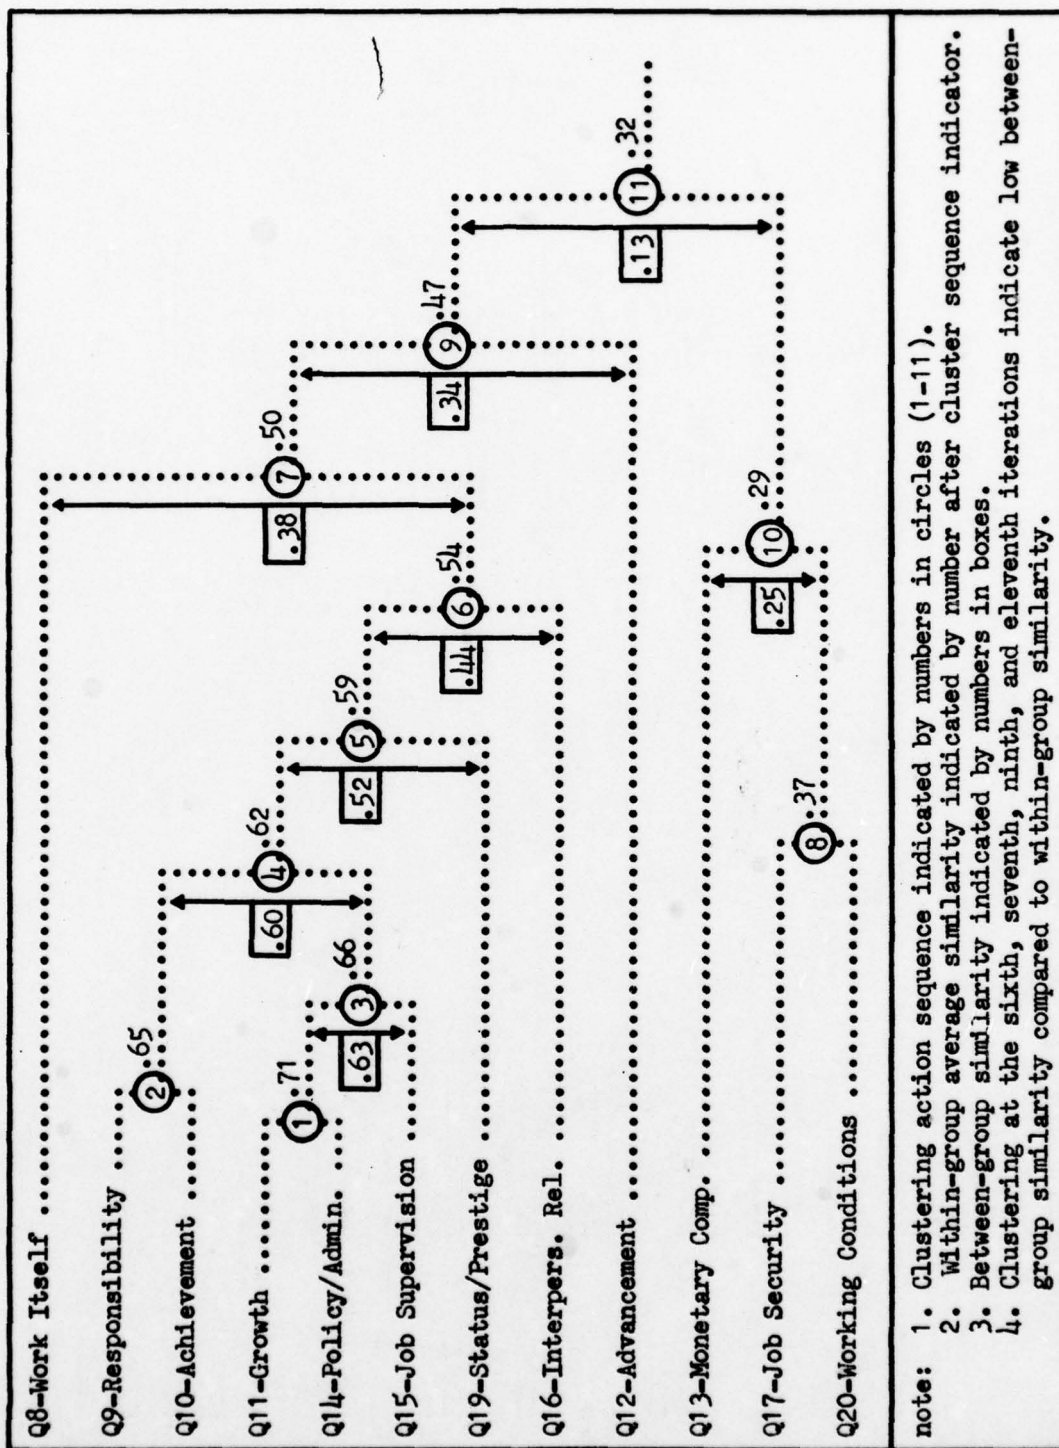 Q8-Work Itself
Q9-Responsibility
Q10-Achievement
Q11-Growth
Q14-Policy/Admin.
Q15-Job Supervision
Q19-Status/Prestige
Q16-Interpers. Rel.
Q12-Advancement
Q13-Monetary Comp.
Q17-Job Security
Q20-Working Conditions
1 .71
2 .65
.63
3 .66
.60
4 .62
.52
5 .59
.44
6 .54
.38
7 .50
8 .37
.34
9 .47
.25
10 .29
.13
11 .32
note: 1. Clustering action sequence indicated by numbers in circles (1-11).
2. Within-group average similarity indicated by number after cluster sequence indicator.
3. Between-group similarity indicated by numbers in boxes.
4. Clustering at the sixth, seventh, ninth, and eleventh iterations indicate low between-
group similarity compared to within-group similarity.